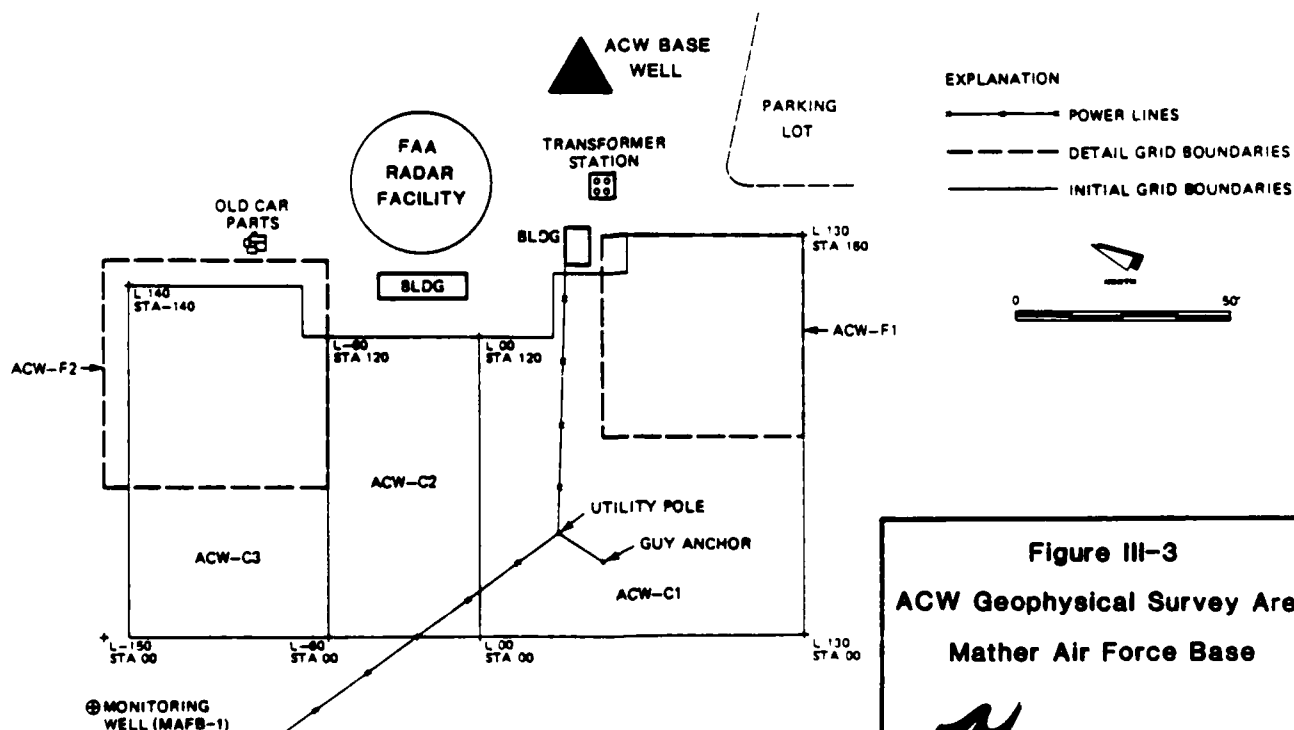 ACW BASE
WELL
EXPLANATION
POWER LINES
DETAIL GRID BOUNDARIES
INITIAL GRID BOUNDARIES
PARKING
LOT
FAA
RADAR
FACILITY
TRANSFORMER
STATION
OLD CAR
PARTS
BLDG
BLDG
L 130
STA 160
0
50'
L 140
STA-140
ACW-F1
L-60
STA 120
L 00
STA 120
ACW-F2
ACW-C2
UTILITY POLE
GUY ANCHOR
ACW-C3
ACW-C1
L-150
STA 00
L-60
STA 00
L 00
STA 00
L 130
STA 00
MONITORING
WELL (MAFB-1)
Figure III-3
ACW Geophysical Survey Are
Mather Air Force Base